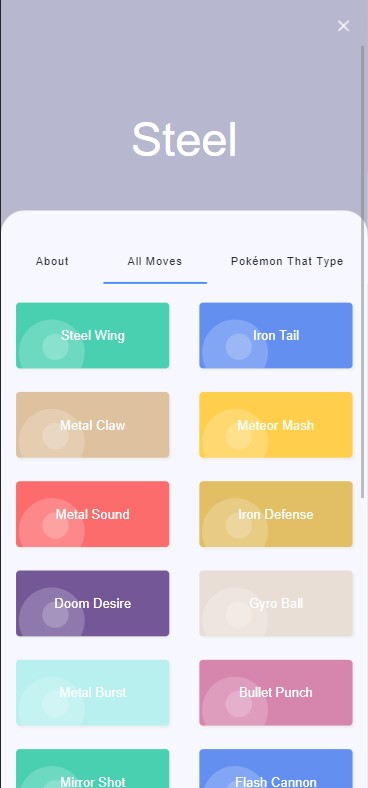 Steel
About
All Moves
Pokémon That Type
Steel Wing
Iron Tail
Metal Claw
Meteor Mash
Metal Sound
Iron Defense
Doom Desire
Gyro Ball
Metal Burst
Bullet Punch
Mirror Shot
Flash Cannon